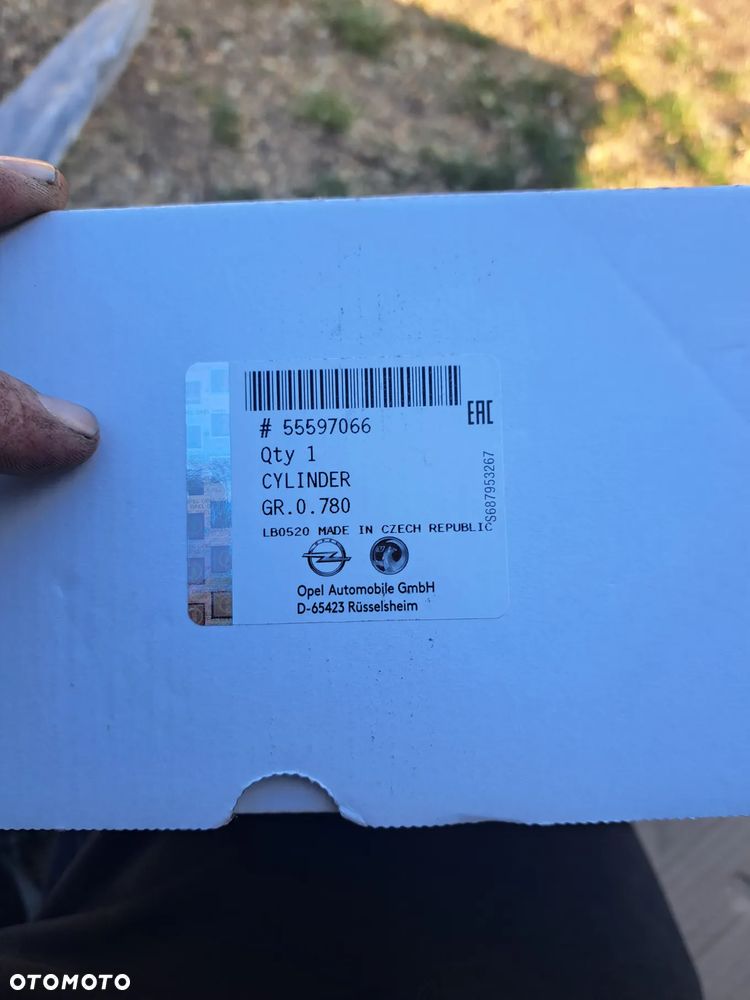 # 55597066
EAC
Qty 1
CYLINDER
GR.0.780
S687953267
LB0520 MADE IN CZECH REPUBLIC
Opel Automobile GmbH
D-65423 Rüsselsheim
OTOMOTO